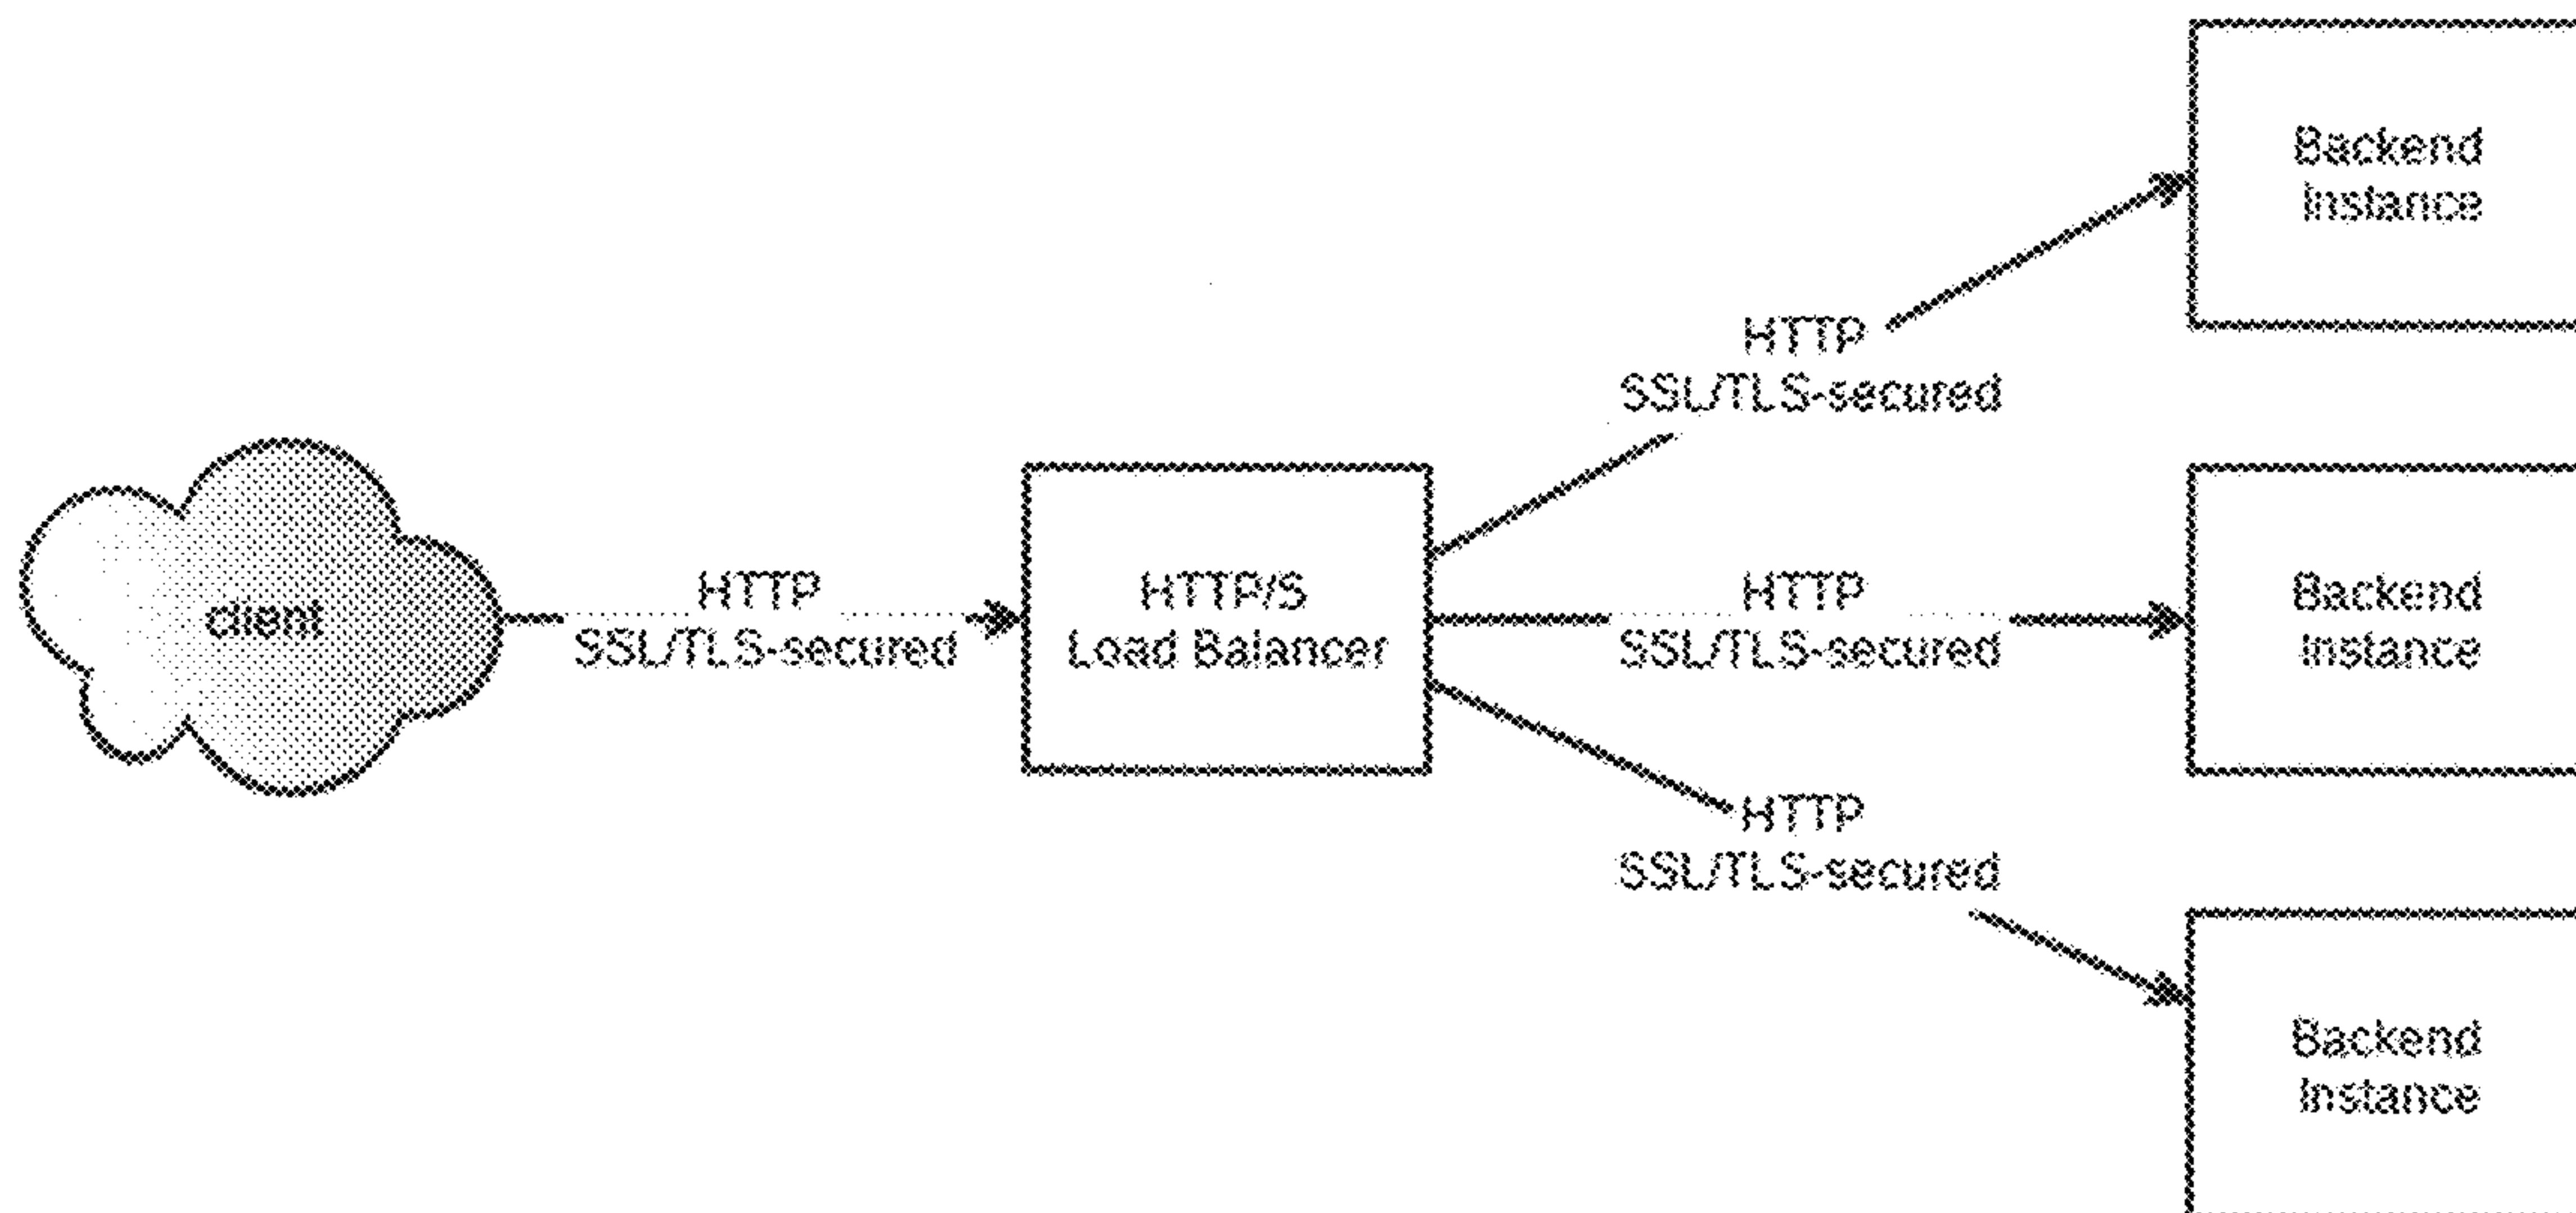 client
HTTP
SSL/TLS-secured
HTTP/S
Load Balancer
HTTP
SSL/TLS-secured
Backend
Instance
HTTP
SSL/TLS-secured
Backend
Instance
HTTP
SSL/TLS-secured
Backend
Instance